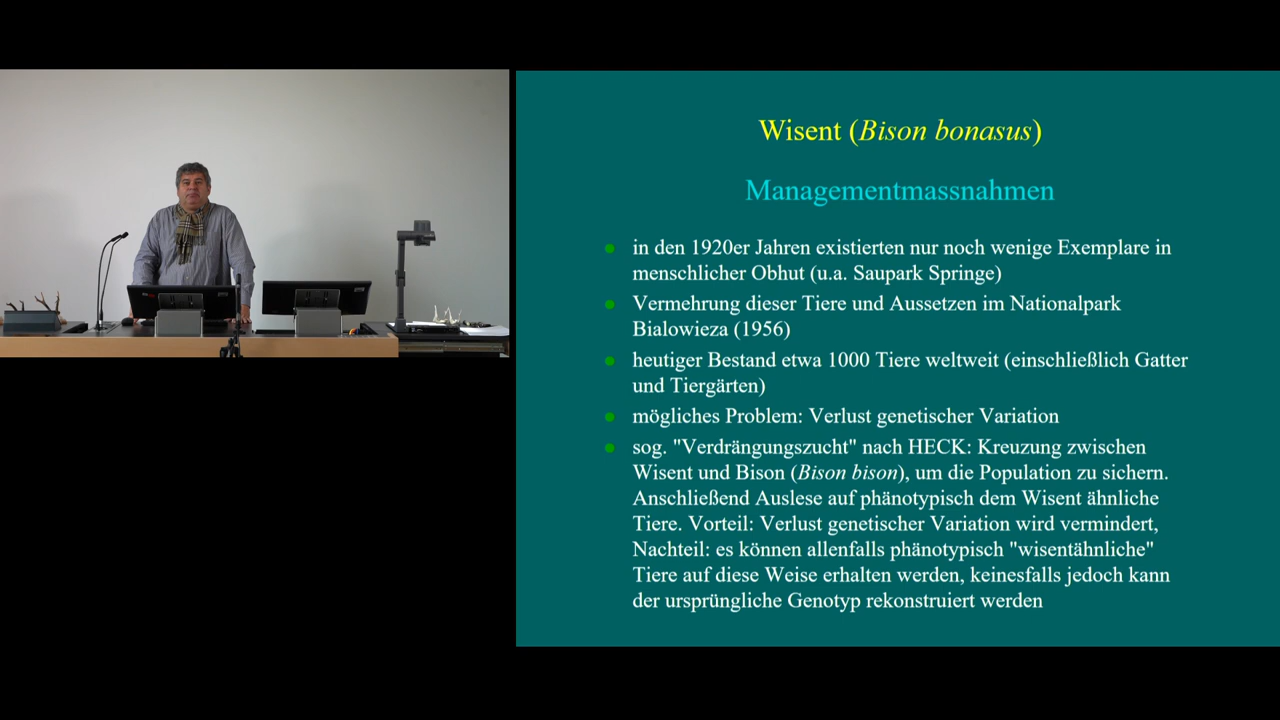 Wisent (Bison bonasus)
Managementmassnahmen
in den 1920er Jahren existierten nur noch wenige Exemplare in
menschlicher Obhut (u.a. Saupark Springe)
Vermehrung dieser Tiere und Aussetzen im Nationalpark
Bialowieza (1956)
heutiger Bestand etwa 1000 Tiere weltweit (einschließlich Gatter
und Tiergärten)
mögliches Problem: Verlust genetischer Variation
sog. "Verdrängungszucht" nach HECK: Kreuzung zwischen
Wisent und Bison (Bison bison), um die Population zu sichern.
Anschließend Auslese auf phänotypisch dem Wisent ähnliche
Tiere. Vorteil: Verlust genetischer Variation wird vermindert,
Nachteil: es können allenfalls phänotypisch "wisentähnliche"
Tiere auf diese Weise erhalten werden, keinesfalls jedoch kann
der ursprüngliche Genotyp rekonstruiert werden